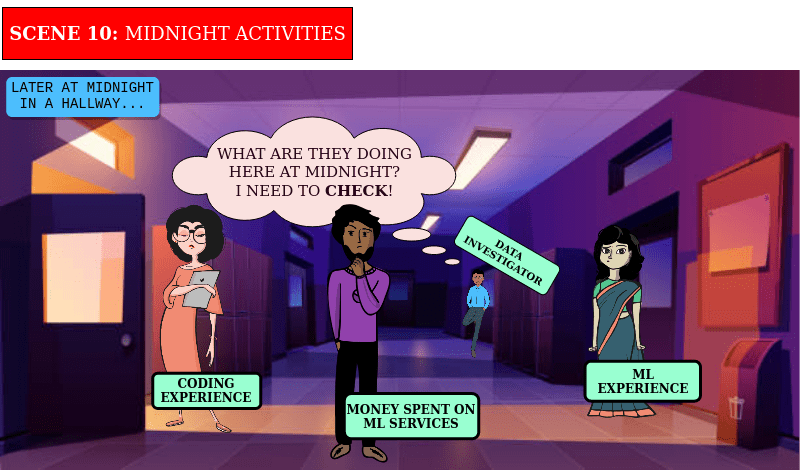 SCENE 10: MIDNIGHT ACTIVITIES
LATER AT MIDNIGHT
IN A HALLWAY...
WHAT ARE THEY DOING
HERE AT MIDNIGHT?
I NEED TO CHECK!
DATA
INVESTIGATOR
CODING
EXPERIENCE
MONEY SPENT ON
ML SERVICES
ML
EXPERIENCE